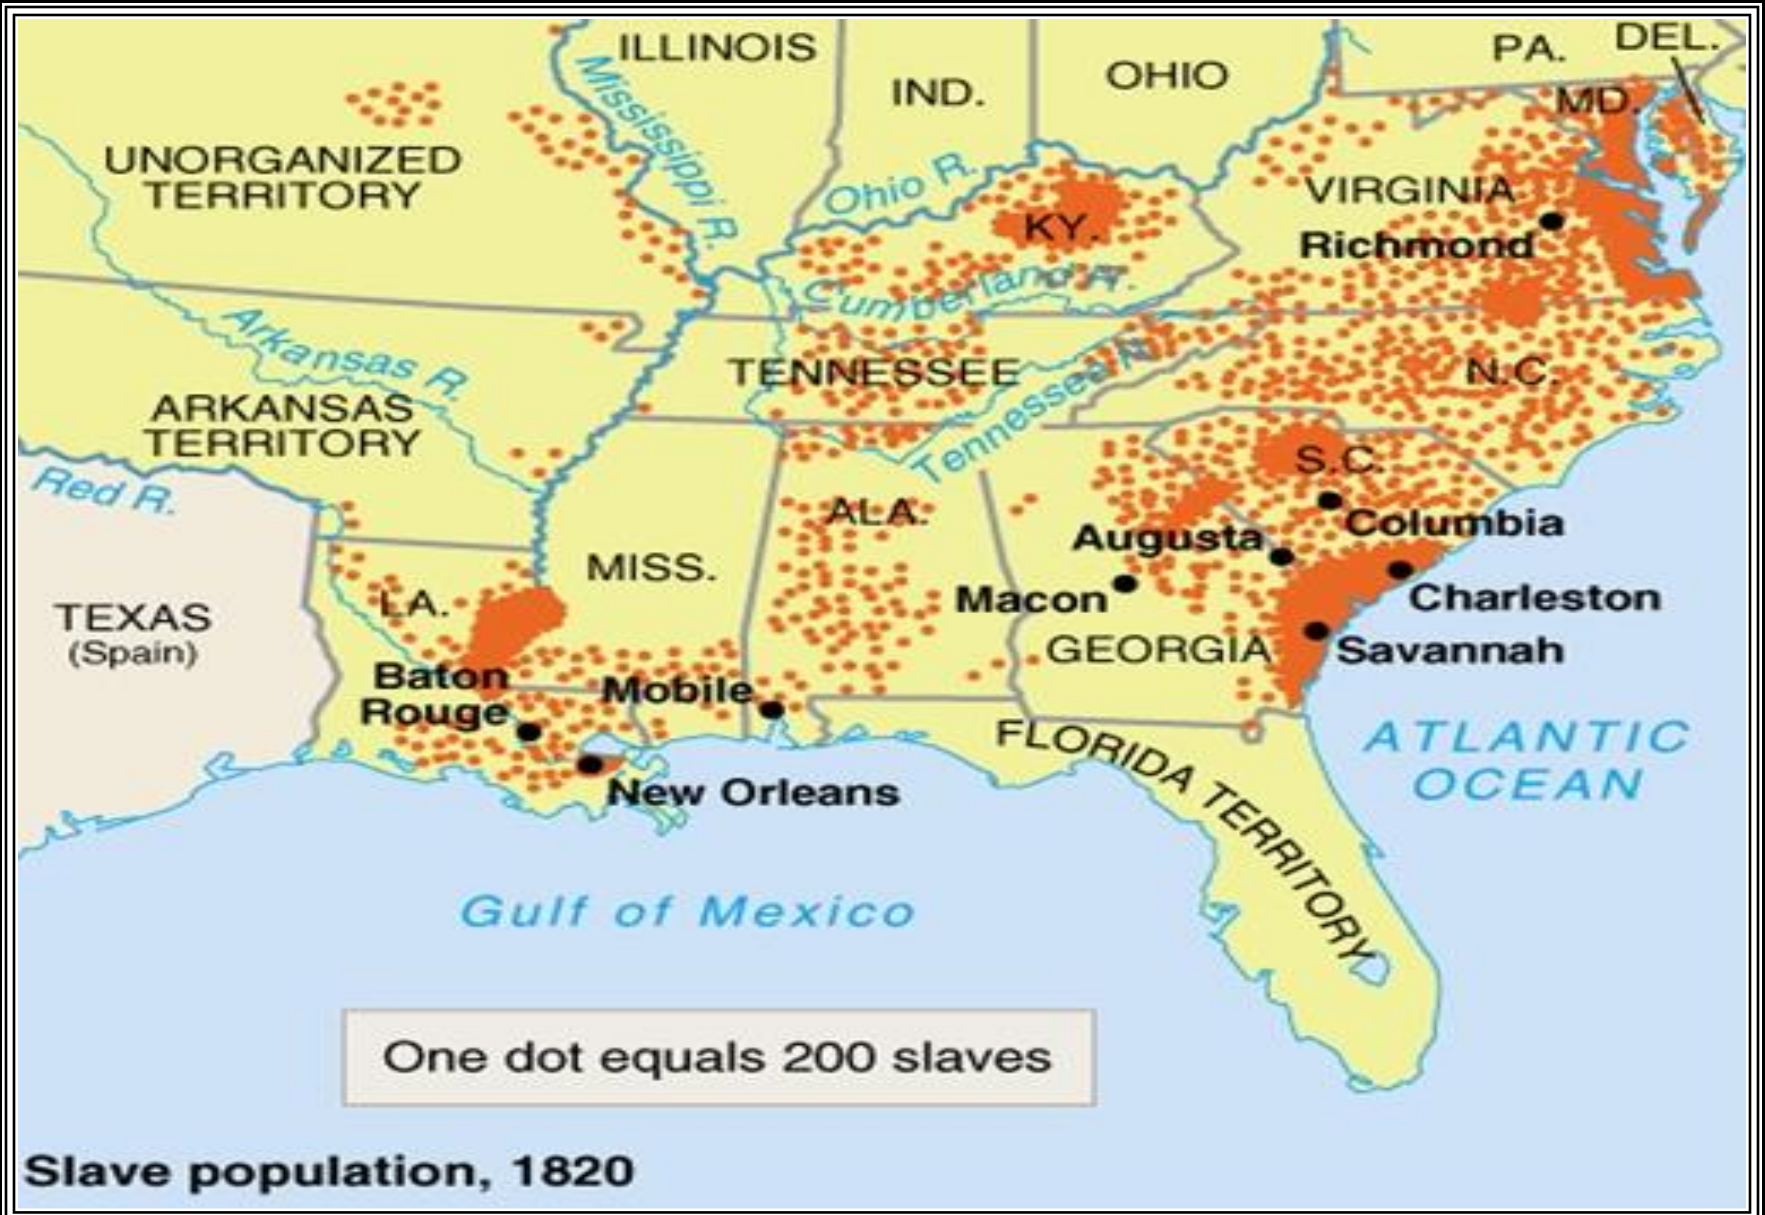 ILLINOIS
IND.
OHIO
PA.
DEL.
MD.
Mississippi R.
UNORGANIZED
TERRITORY
Ohio R.
KY.
VIRGINIA
Richmond
Cumberland R.
Arkansas R.
TENNESSEE
Tennessee R.
N.C.
ARKANSAS
TERRITORY
Red R.
S.C.
ALA.
Columbia
Augusta
MISS.
Macon
Charleston
LA.
TEXAS
(Spain)
GEORGIA
Savannah
Baton
Rouge
Mobile
New Orleans
FLORIDA TERRITORY
ATLANTIC
OCEAN
Gulf of Mexico
One dot equals 200 slaves
Slave population, 1820